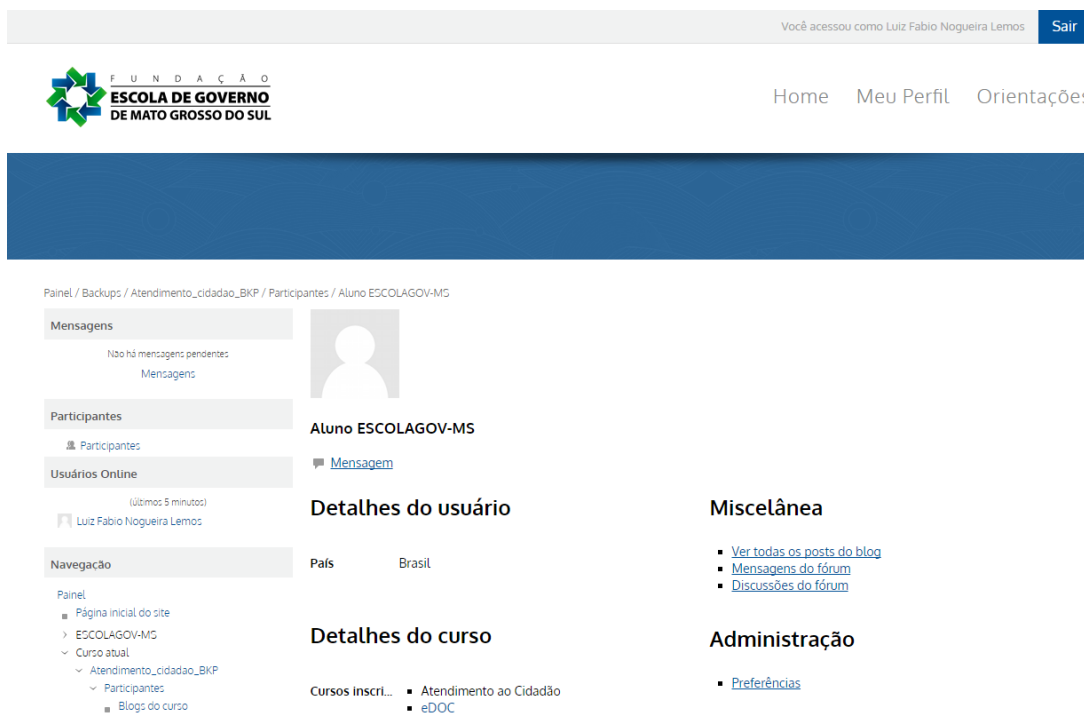 Você acessou como Luiz Fabio Nogueira Lemos Sair
FUNDAÇÃO
ESCOLA DE GOVERNO
DE MATO GROSSO DO SUL
Home Meu Perfil Orientações
Painel / Backups / Atendimento_cidadao_BKP / Participantes / Aluno ESCOLAGOV-MS
Mensagens
Não há mensagens pendentes
Mensagens
Participantes
Participantes
Usuários Online
(últimos 5 minutos)
Luiz Fabio Nogueira Lemos
Navegação
Painel
Página inicial do site
ESCOLAGOV-MS
Curso atual
Atendimento_cidadao_BKP
Participantes
Blogs do curso
Aluno ESCOLAGOV-MS
Mensagem
Detalhes do usuário
País Brasil
Detalhes do curso
Cursos inscri... Atendimento ao Cidadão
eDOC
Miscelânea
Ver todas os posts do blog
Mensagens do fórum
Discussões do fórum
Administração
Preferências